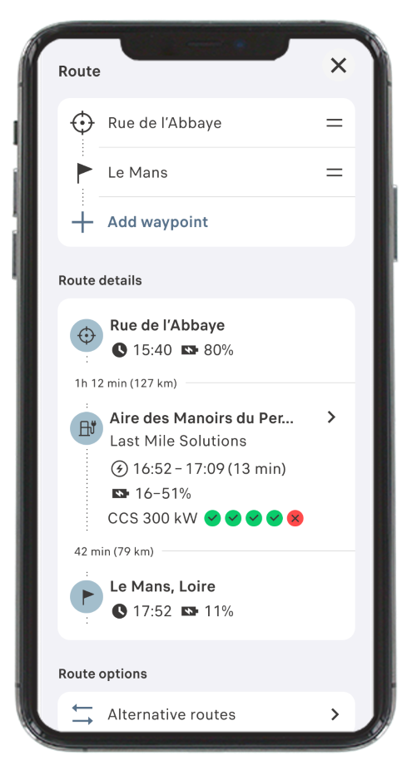 Route
Rue de l'Abbaye
Le Mans
Add waypoint
Route details
Rue de l'Abbaye
15:40 80%
1h 12 min (127 km)
Aire des Manoirs du Per...
Last Mile Solutions
16:52 – 17:09 (13 min)
16–51%
CCS 300 kW
42 min (79 km)
Le Mans, Loire
17:52 11%
Route options
Alternative routes